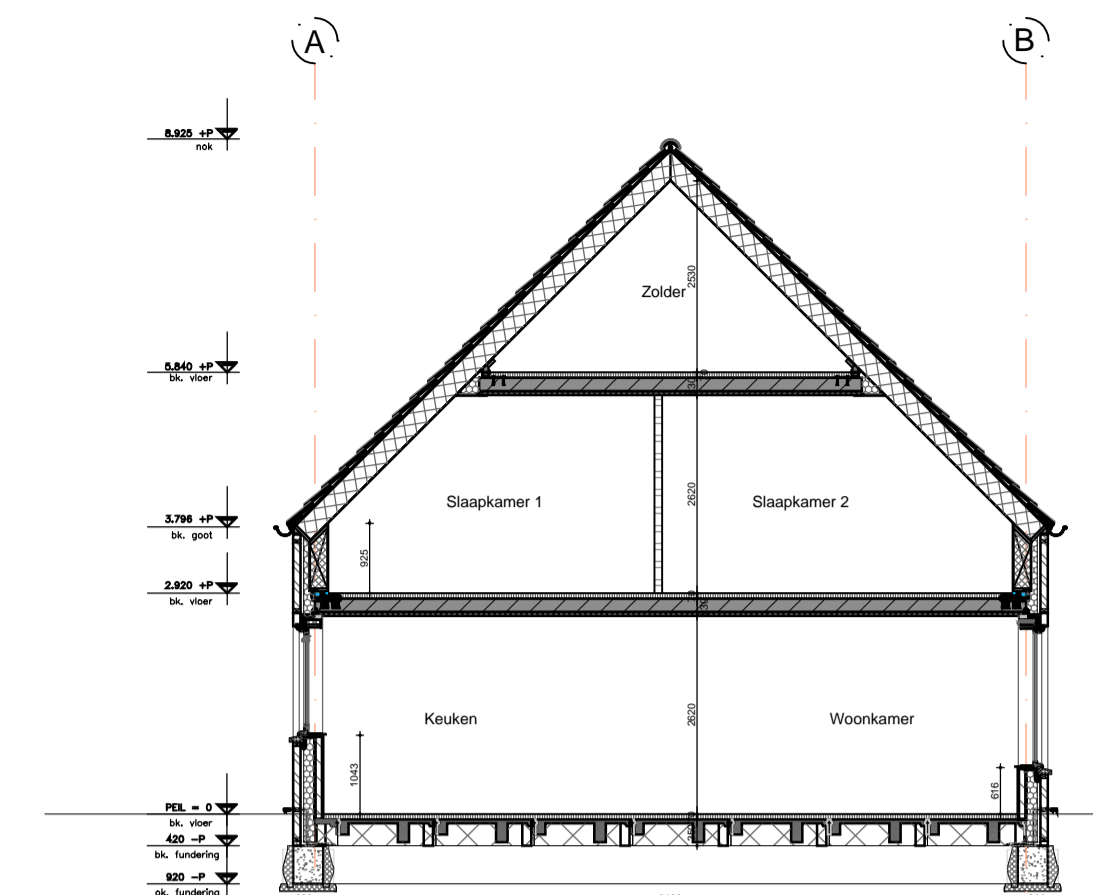 A
B
8.925 +P
nok
2530
Zolder
5.840 +P
bk. vloer
Slaapkamer 1
Slaapkamer 2
2620
3.796 +P
bk. goot
925
2.920 +P
bk. vloer
Keuken
Woonkamer
2620
1043
616
PEIL = 0
bk. vloer
420 -P
bk. fundering
920 -P
ok. fundering